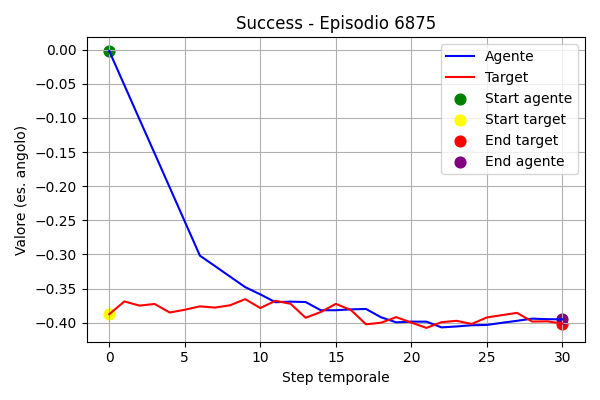 Success - Episodio 6875
Valore (es. angolo)
0.00
−0.05
−0.10
−0.15
−0.20
−0.25
−0.30
−0.35
−0.40
Agente
Target
Start agente
Start target
End target
End agente
0
5
10
15
20
25
30
Step temporale